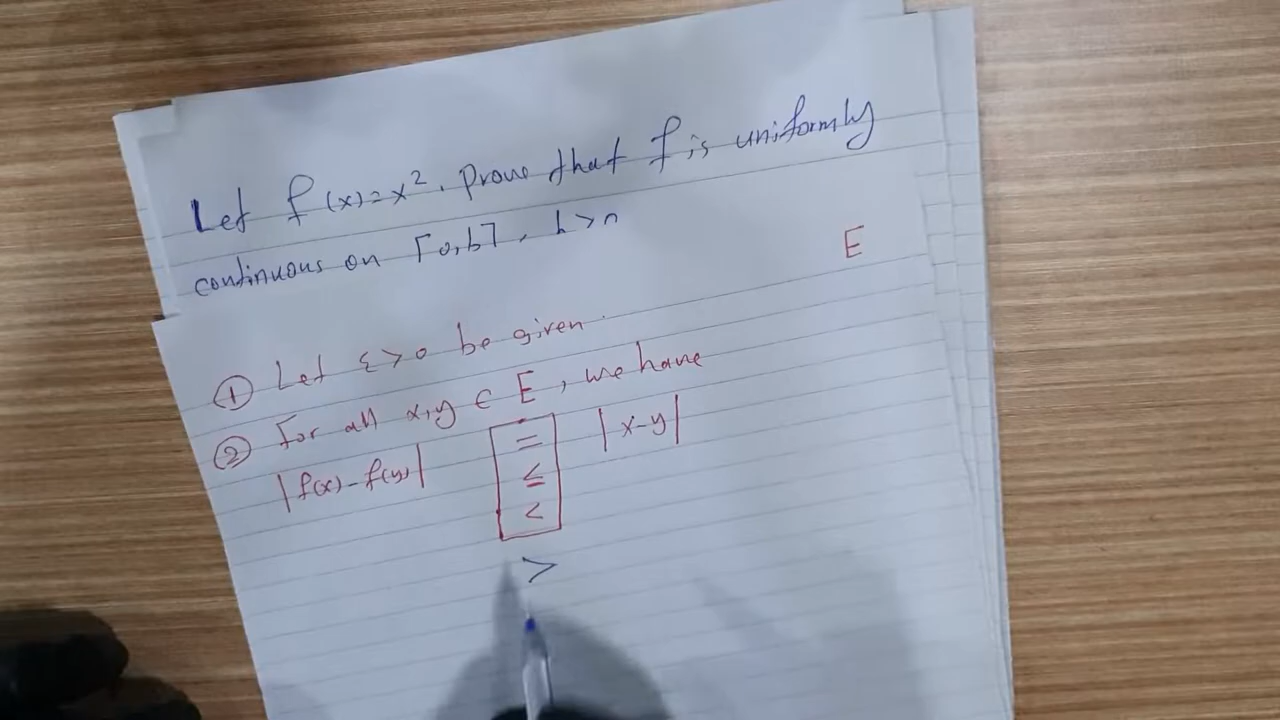 Let f(x)=x². Prove that f is uniformly
continuous on [0,b], b>0
E
① Let ε>0 be given.
② For all x,y ∈ E, we have
|f(x)-f(y)| = |x-y|
≤
<
>